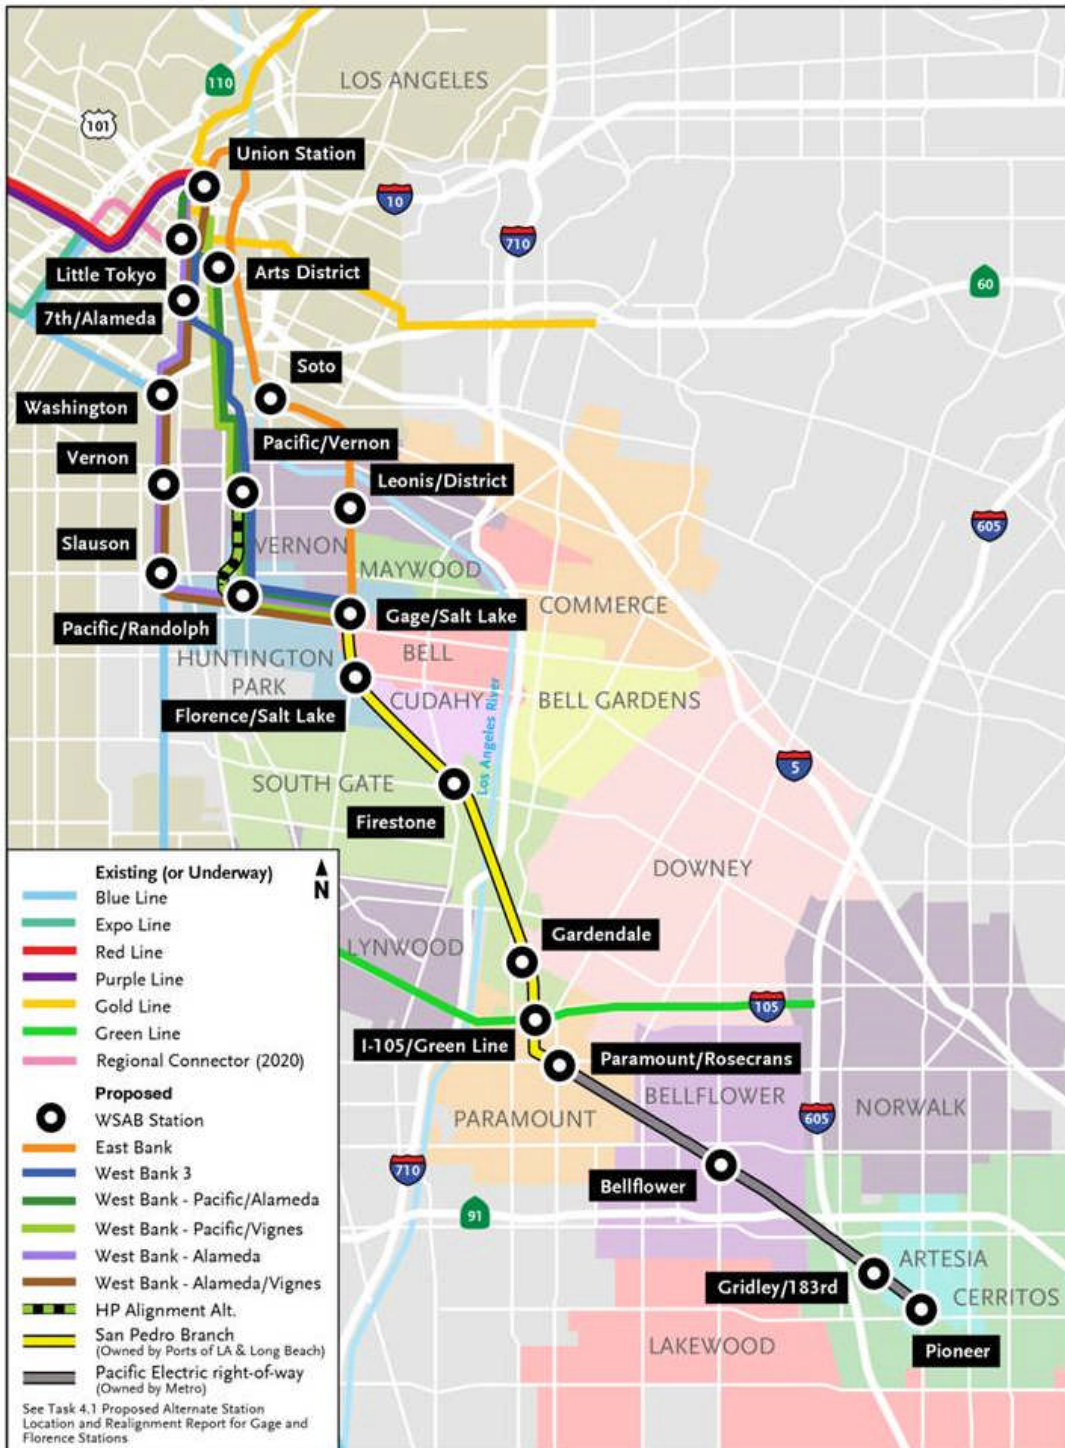 LOS ANGELES
110
101
Union Station
10
710
Little Tokyo
Arts District
60
7th/Alameda
Soto
Washington
Pacific/Vernon
Vernon
Leonis/District
605
Slauson
VERNON
MAYWOOD
COMMERCE
Pacific/Randolph
Gage/Salt Lake
HUNTINGTON
PARK
BELL
CUDAHY
BELL GARDENS
Florence/Salt Lake
Los Angeles River
5
SOUTH GATE
Firestone
DOWNEY
Gardendale
LYNWOOD
105
I-105/Green Line
Paramount/Rosecrans
BELLFLOWER
NORWALK
PARAMOUNT
605
710
Bellflower
91
ARTESIA
Gridley/183rd
CERRITOS
LAKEWOOD
Pioneer
Existing (or Underway)
N
Blue Line
Expo Line
Red Line
Purple Line
Gold Line
Green Line
Regional Connector (2020)
Proposed
WSAB Station
East Bank
West Bank 3
West Bank - Pacific/Alameda
West Bank - Pacific/Vignes
West Bank - Alameda
West Bank - Alameda/Vignes
HP Alignment Alt.
San Pedro Branch
(Owned by Ports of LA & Long Beach)
Pacific Electric right-of-way
(Owned by Metro)
See Task 4.1 Proposed Alternate Station
Location and Realignment Report for Gage and
Florence Stations